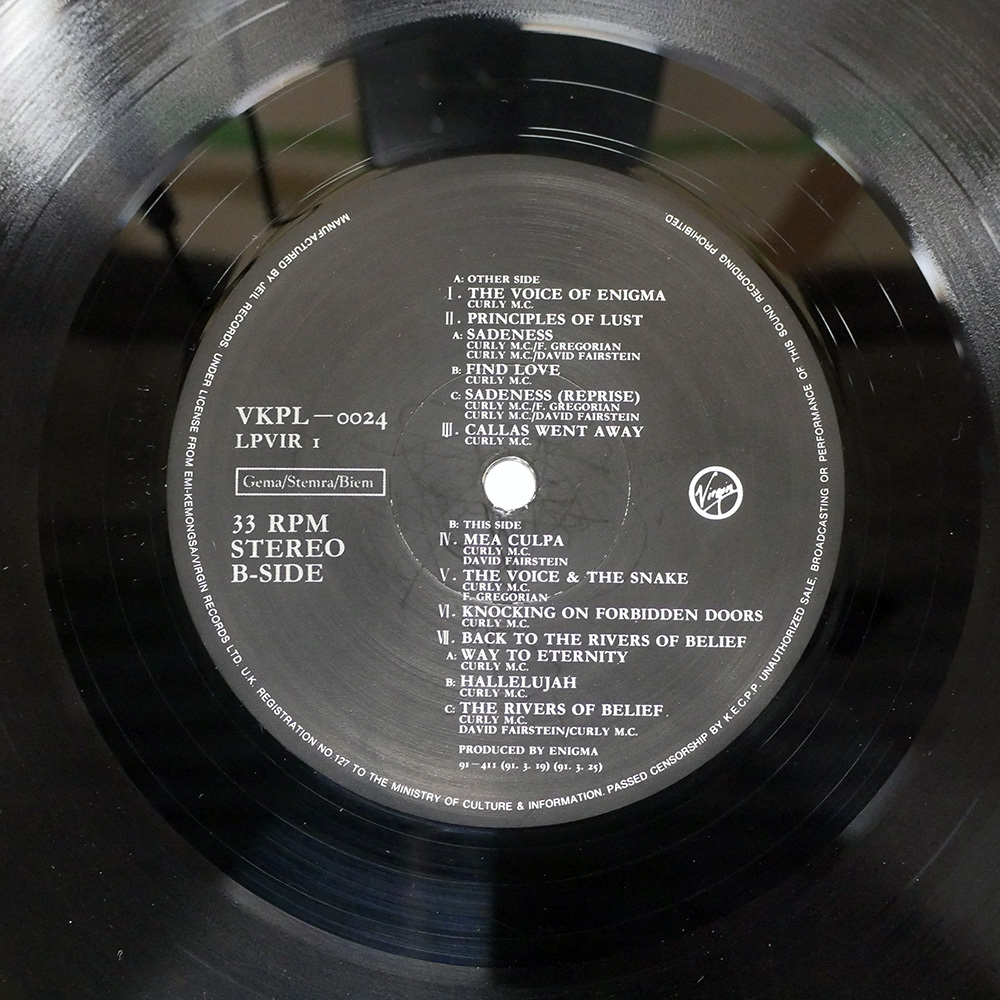 A: OTHER SIDE
I. THE VOICE OF ENIGMA
CURLY M.C.
II. PRINCIPLES OF LUST
A: SADENESS
CURLY M.C./F. GREGORIAN
CURLY M.C./DAVID FAIRSTEIN
B: FIND LOVE
CURLY M.C.
C: SADENESS (REPRISE)
CURLY M.C./F. GREGORIAN
CURLY M.C./DAVID FAIRSTEIN
III. CALLAS WENT AWAY
CURLY M.C.
VKPL—0024
LPVIR 1
Gema/Stemra/Biem
33 RPM
STEREO
B-SIDE
Virgin
B: THIS SIDE
IV. MEA CULPA
CURLY M.C.
DAVID FAIRSTEIN
V. THE VOICE & THE SNAKE
CURLY M.C.
F. GREGORIAN
VI. KNOCKING ON FORBIDDEN DOORS
CURLY M.C.
VII. BACK TO THE RIVERS OF BELIEF
A: WAY TO ETERNITY
CURLY M.C.
B: HALLELUJAH
CURLY M.C.
C: THE RIVERS OF BELIEF
CURLY M.C.
DAVID FAIRSTEIN/CURLY M.C.
PRODUCED BY ENIGMA
91-411 (91. 3. 19) (91. 3. 25)
MANUFACTURED BY JEIL RECORDS. UNDER LICENSE FROM EMI-KEMONGSA/VIRGIN RECORDS LTD. U.K. REGISTRATION NO.127 TO THE MINISTRY OF CULTURE & INFORMATION. PASSED CENSORSHIP BY K.E.C.P.P. UNAUTHORIZED SALE, BROADCASTING OR PERFORMANCE OF THIS SOUND RECORDING PROHIBITED.